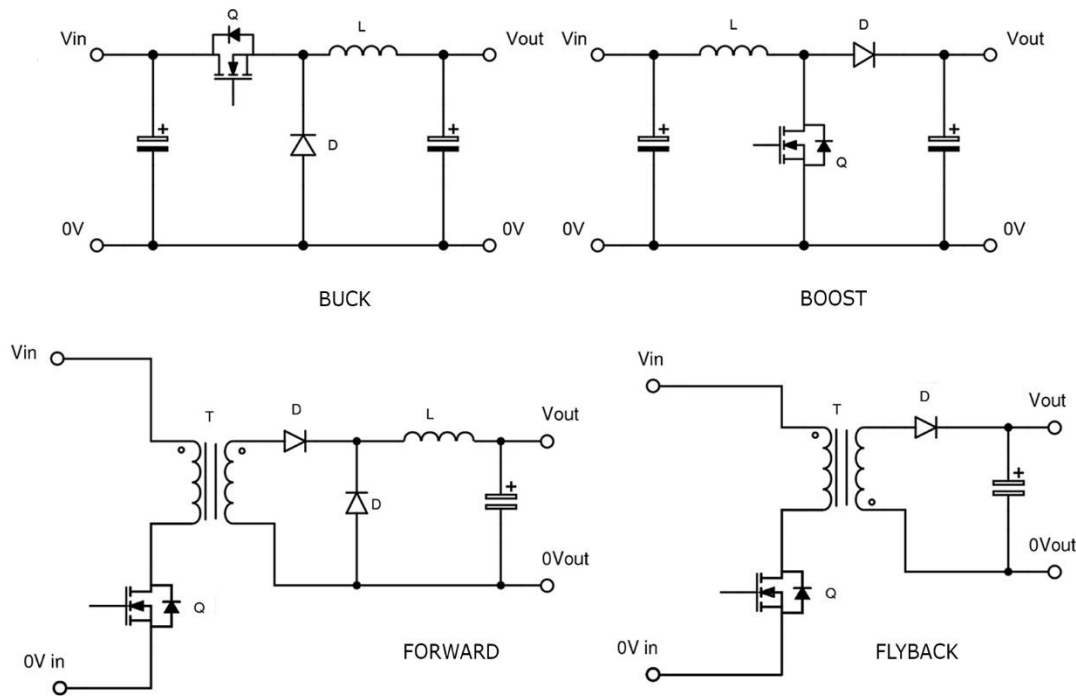 Q
L
Vin
Vout
+
D
+
0V
0V
BUCK
L
D
Vin
Vout
+
Q
+
0V
0V
BOOST
Vin
T
D
L
Vout
+
D
0Vout
Q
0V in
FORWARD
Vin
T
D
Vout
+
0Vout
Q
0V in
FLYBACK